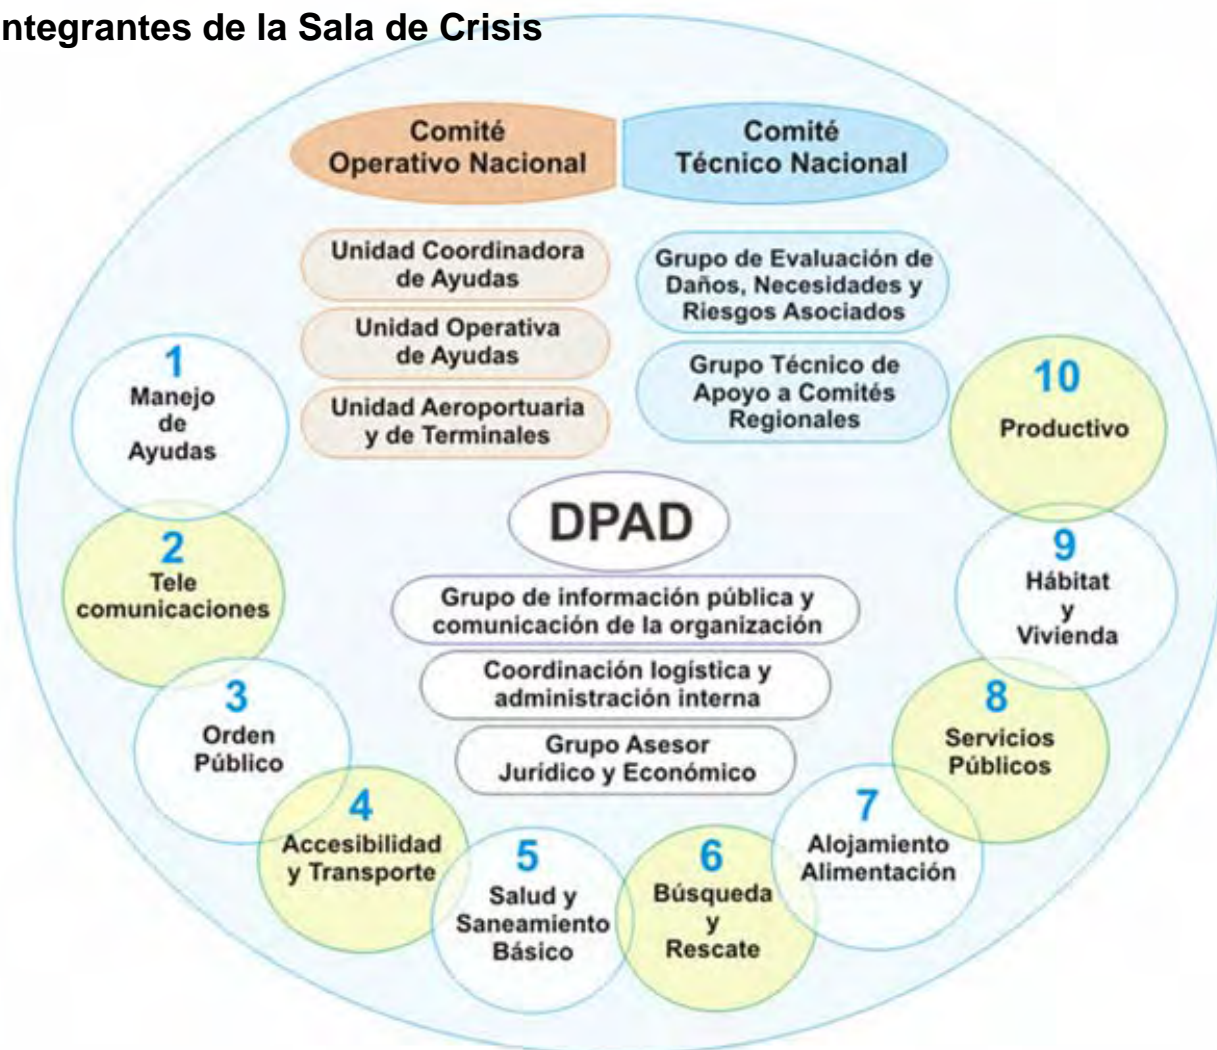 ntegrantes de la Sala de Crisis
Comité
Operativo Nacional
Comité
Técnico Nacional
Unidad Coordinadora
de Ayudas
Unidad Operativa
de Ayudas
Unidad Aeroportuaria
y de Terminales
Grupo de Evaluación de
Daños, Necesidades y
Riesgos Asociados
Grupo Técnico de
Apoyo a Comités
Regionales
DPAD
Grupo de información pública y
comunicación de la organización
Coordinación logística y
administración interna
Grupo Asesor
Jurídico y Económico
1
Manejo
de
Ayudas
2
Tele
comunicaciones
3
Orden
Público
4
Accesibilidad
y Transporte
5
Salud y
Saneamiento
Básico
6
Búsqueda
y
Rescate
7
Alojamiento
Alimentación
8
Servicios
Públicos
9
Hábitat
y
Vivienda
10
Productivo